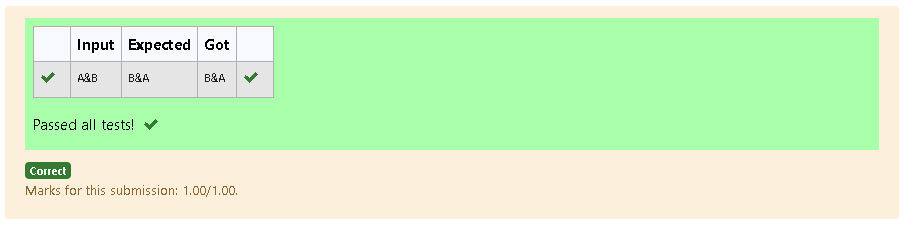 Input Expected Got
A&B B&A B&A
Passed all tests!
Correct
Marks for this submission: 1.00/1.00.